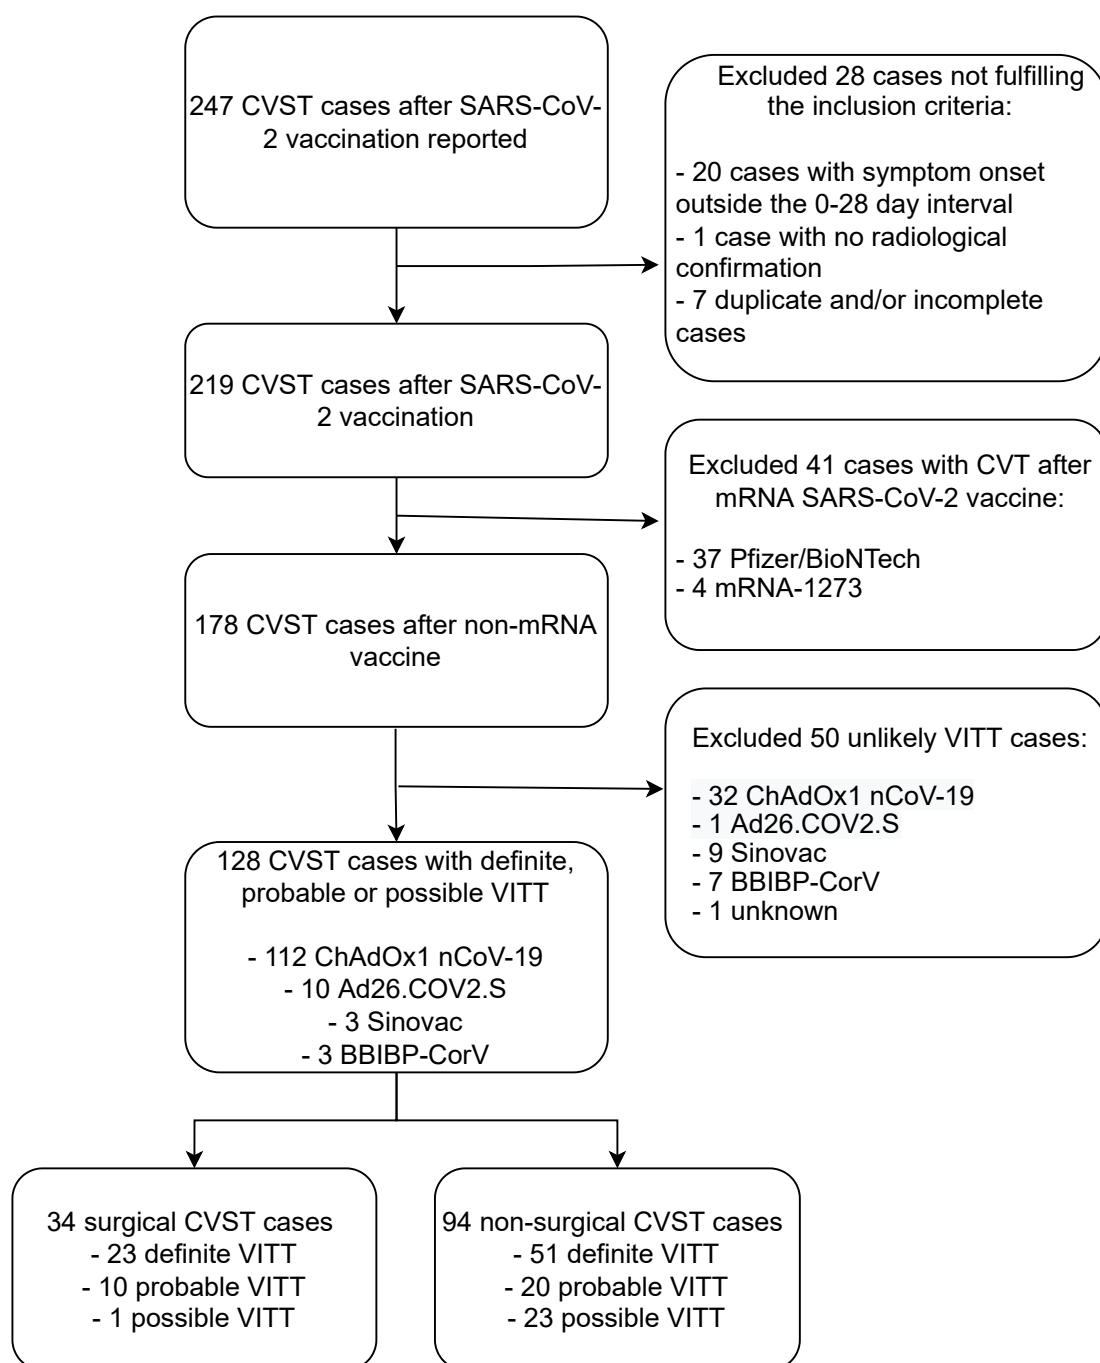 247 CVST cases after SARS-CoV-
2 vaccination reported
Excluded 28 cases not fulfilling
the inclusion criteria:
- 20 cases with symptom onset
outside the 0-28 day interval
- 1 case with no radiological
confirmation
- 7 duplicate and/or incomplete
cases
219 CVST cases after SARS-CoV-
2 vaccination
Excluded 41 cases with CVT after
mRNA SARS-CoV-2 vaccine:
- 37 Pfizer/BioNTech
- 4 mRNA-1273
178 CVST cases after non-mRNA
vaccine
Excluded 50 unlikely VITT cases:
- 32 ChAdOx1 nCoV-19
- 1 Ad26.COV2.S
- 9 Sinovac
- 7 BBIBP-CorV
- 1 unknown
128 CVST cases with definite,
probable or possible VITT
- 112 ChAdOx1 nCoV-19
- 10 Ad26.COV2.S
- 3 Sinovac
- 3 BBIBP-CorV
34 surgical CVST cases
- 23 definite VITT
- 10 probable VITT
- 1 possible VITT
94 non-surgical CVST cases
- 51 definite VITT
- 20 probable VITT
- 23 possible VITT